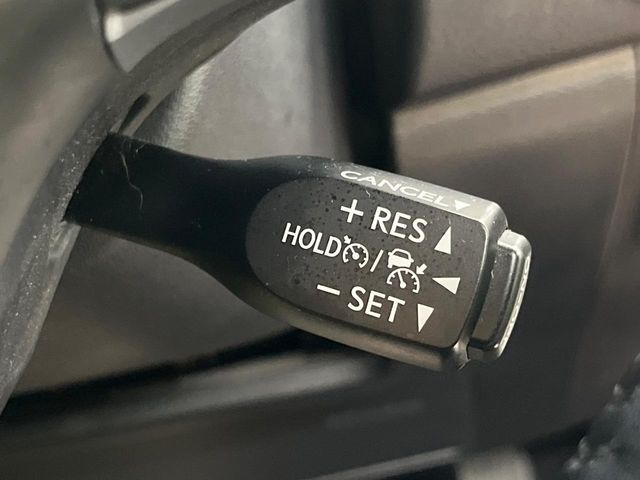 CANCEL▼
+ RES ▲
HOLD / ◀
− SET ▼